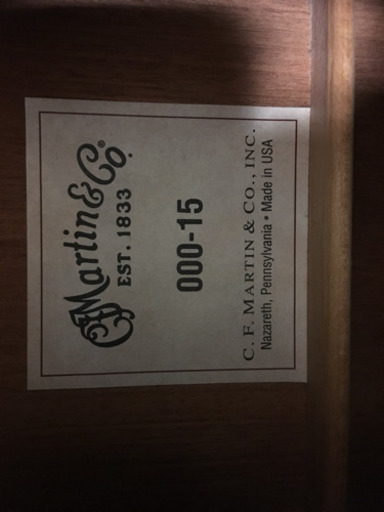 CFMartin & Co.®
EST. 1833
000-15
C. F. MARTIN & CO., INC.
Nazareth, Pennsylvania • Made in USA